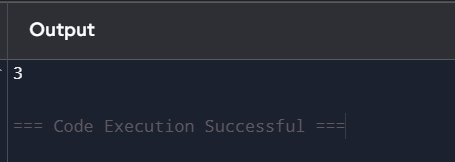 Output
3
=== Code Execution Successful ===